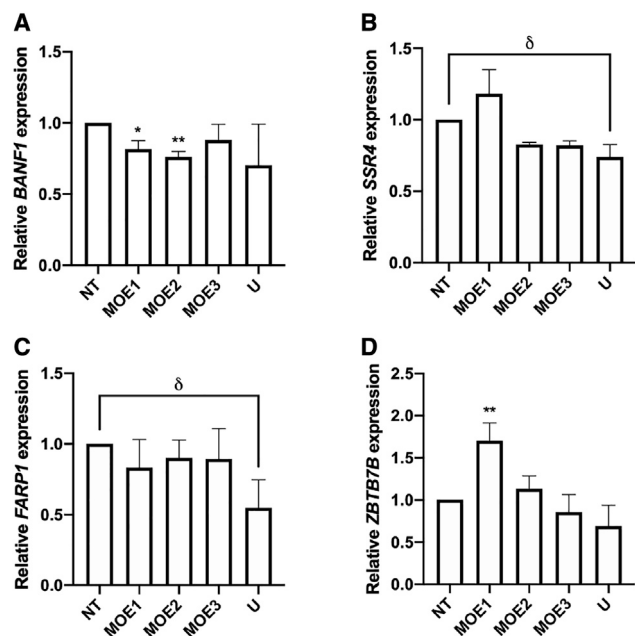 A
Relative BANF1 expression
1.5
1.0
0.5
0.0
*
**
NT
MOE1
MOE2
MOE3
U
B
Relative SSR4 expression
1.5
1.0
0.5
0.0
δ
NT
MOE1
MOE2
MOE3
U
C
Relative FARP1 expression
1.5
1.0
0.5
0.0
δ
NT
MOE1
MOE2
MOE3
U
D
Relative ZBTB7B expression
2.5
2.0
1.5
1.0
0.5
0.0
**
NT
MOE1
MOE2
MOE3
U